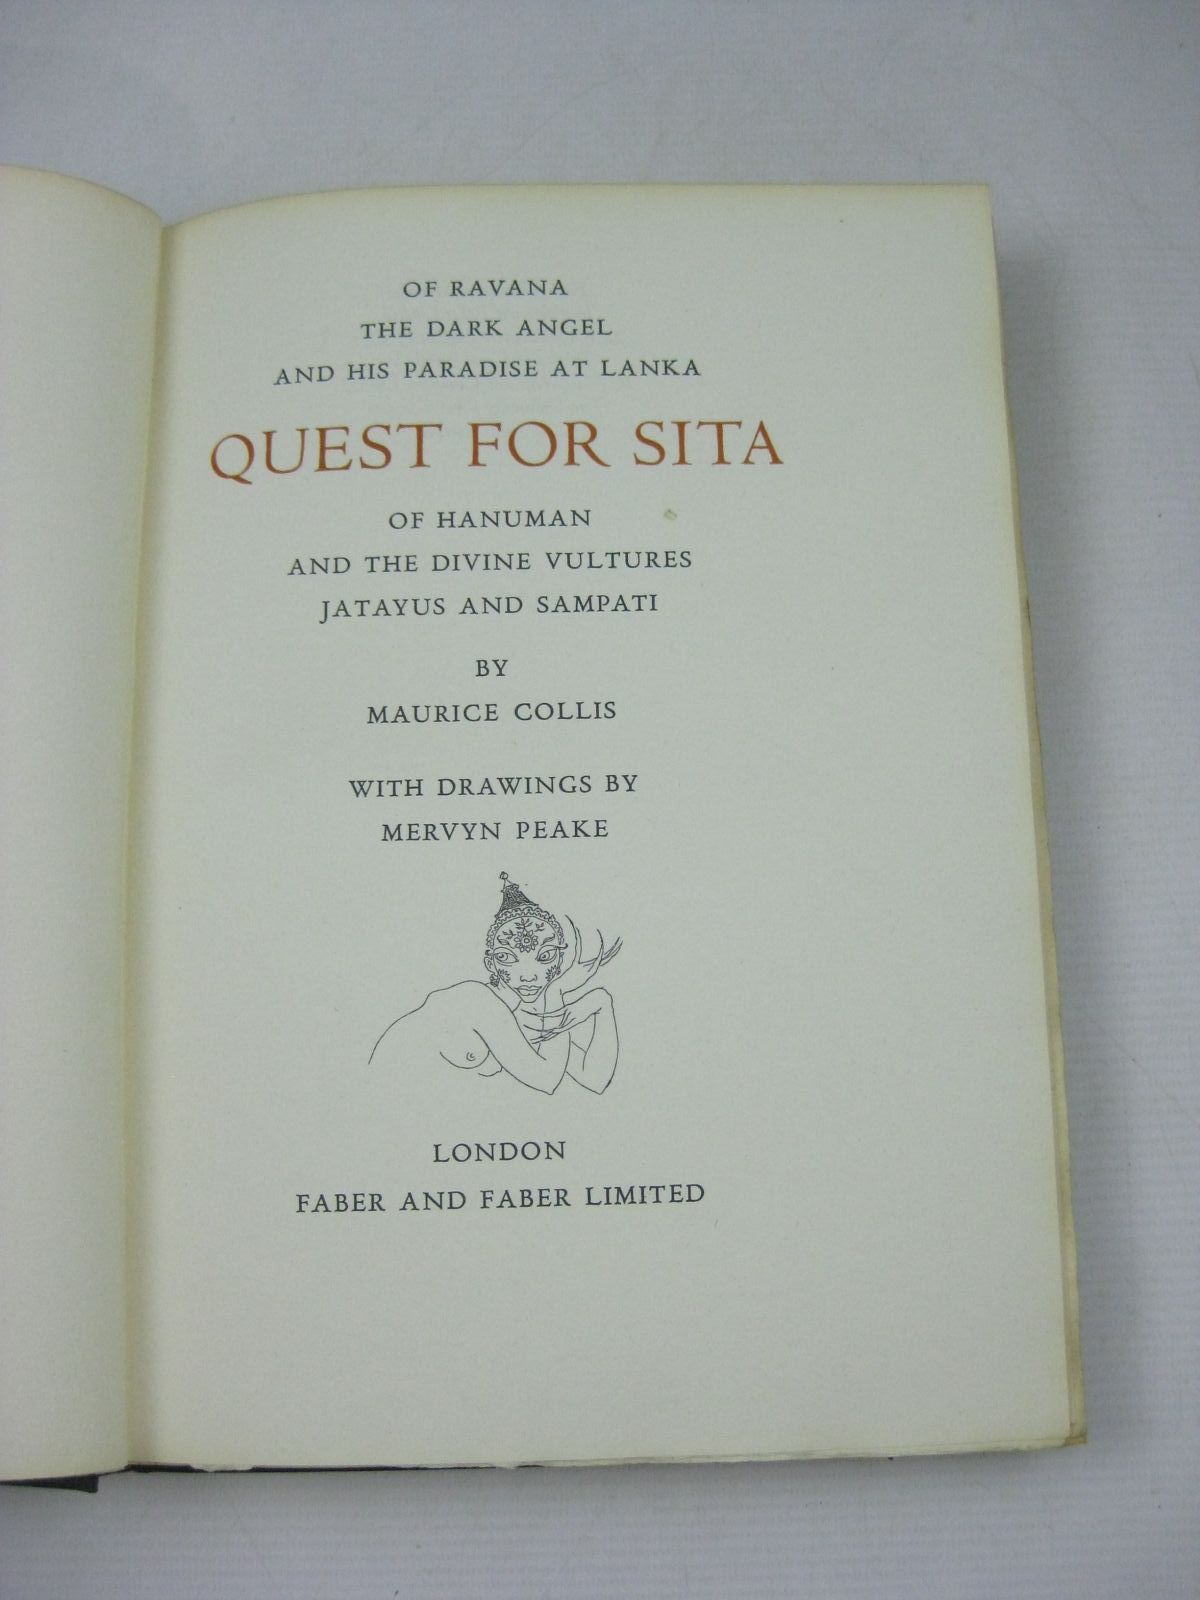 OF RAVANA
THE DARK ANGEL
AND HIS PARADISE AT LANKA
QUEST FOR SITA
OF HANUMAN
AND THE DIVINE VULTURES
JATAYUS AND SAMPATI
BY
MAURICE COLLIS
WITH DRAWINGS BY
MERVYN PEAKE
LONDON
FABER AND FABER LIMITED